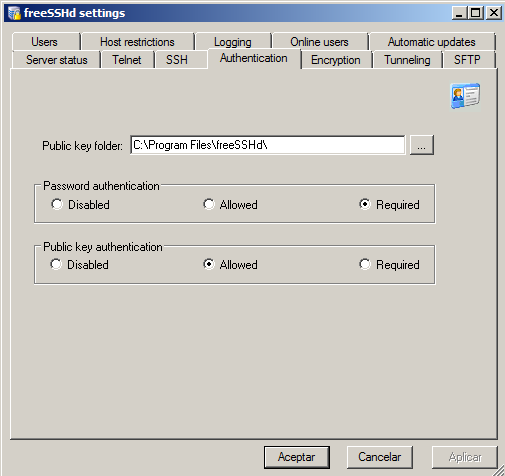 freeSSHd settings
Users Host restrictions Logging Online users Automatic updates
Server status Telnet SSH Authentication Encryption Tunneling SFTP
Public key folder: C:\Program Files\freeSSHd\ ...
Password authentication
Disabled Allowed Required
Public key authentication
Disabled Allowed Required
Aceptar Cancelar Aplicar